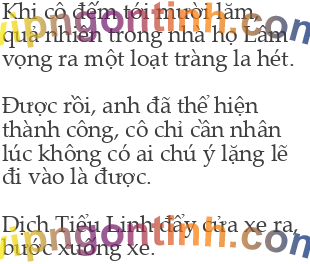 Khi cô đếm tới mười lăm,
quả nhiên trong nhà họ Lâm
vọng ra một loạt tràng la hét.
Được rồi, anh đã thể hiện
thành công, cô chỉ cần nhân
lúc không có ai chú ý lặng lẽ
đi vào là được.
Dịch Tiểu Linh đẩy cửa xe ra,
bước xuống xe.